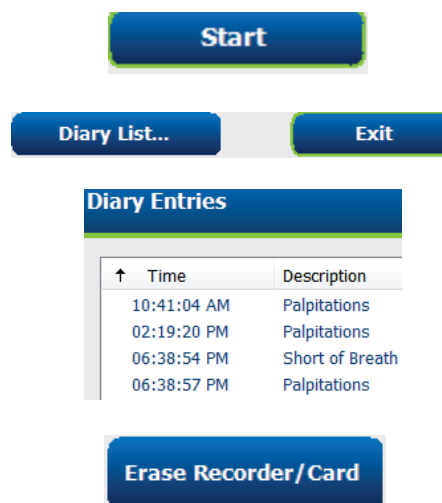 Start
Diary List... Exit
Diary Entries
↑ Time Description
10:41:04 AM Palpitations
02:19:20 PM Palpitations
06:38:54 PM Short of Breath
06:38:57 PM Palpitations
Erase Recorder/Card